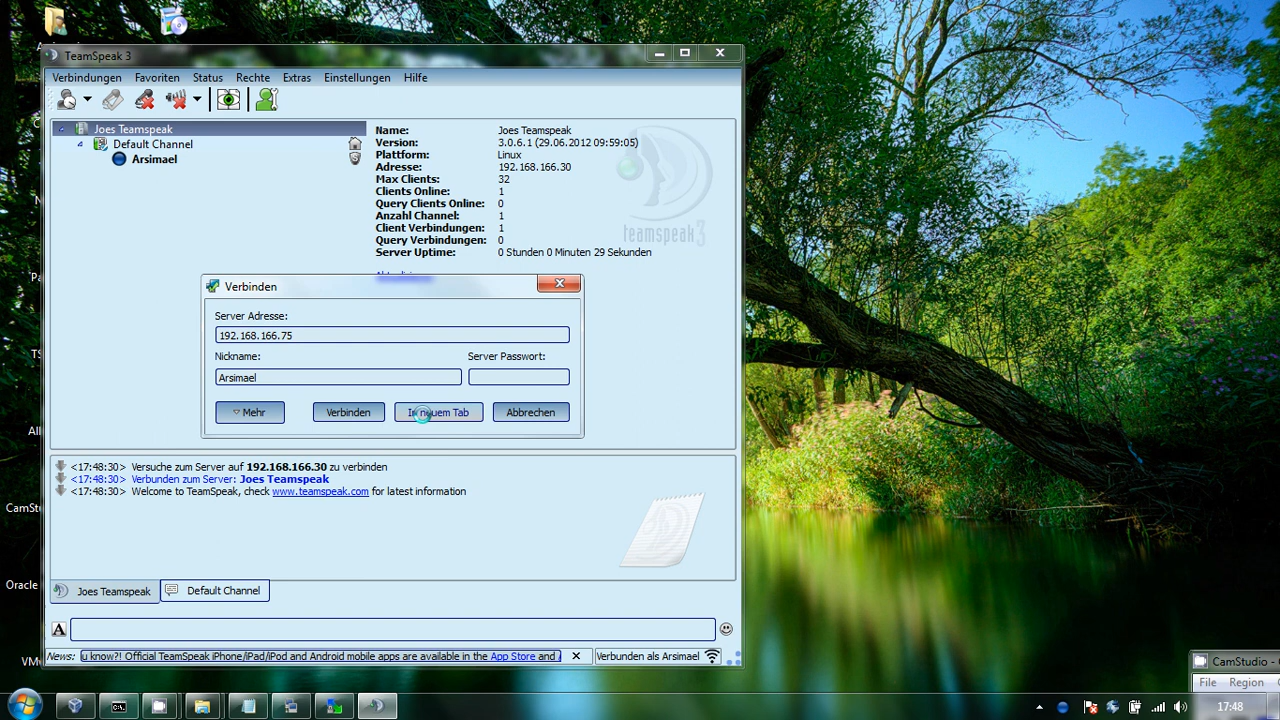 TeamSpeak 3
Verbindungen Favoriten Status Rechte Extras Einstellungen Hilfe
Joes Teamspeak
Default Channel
Arsimael
Name: Joes Teamspeak
Version: 3.0.6.1 (29.06.2012 09:59:05)
Plattform: Linux
Adresse: 192.168.166.30
Max Clients: 32
Clients Online: 1
Query Clients Online: 0
Anzahl Channel: 1
Client Verbindungen: 1
Query Verbindungen: 0
Server Uptime: 0 Stunden 0 Minuten 29 Sekunden
teamspeak3
Verbinden
Server Adresse:
192.168.166.75
Nickname: Server Passwort:
Arsimael
Mehr Verbinden In neuem Tab Abbrechen
<17:48:30> Versuche zum Server auf 192.168.166.30 zu verbinden
<17:48:30> Verbunden zum Server: Joes Teamspeak
<17:48:30> Welcome to TeamSpeak, check www.teamspeak.com for latest information
Joes Teamspeak Default Channel
A
News: u know?! Official TeamSpeak iPhone/iPad/iPod and Android mobile apps are available in the App Store and Verbunden als Arsimael
CamStu
Oracle
VM
CamStudio -
File Region
17:48